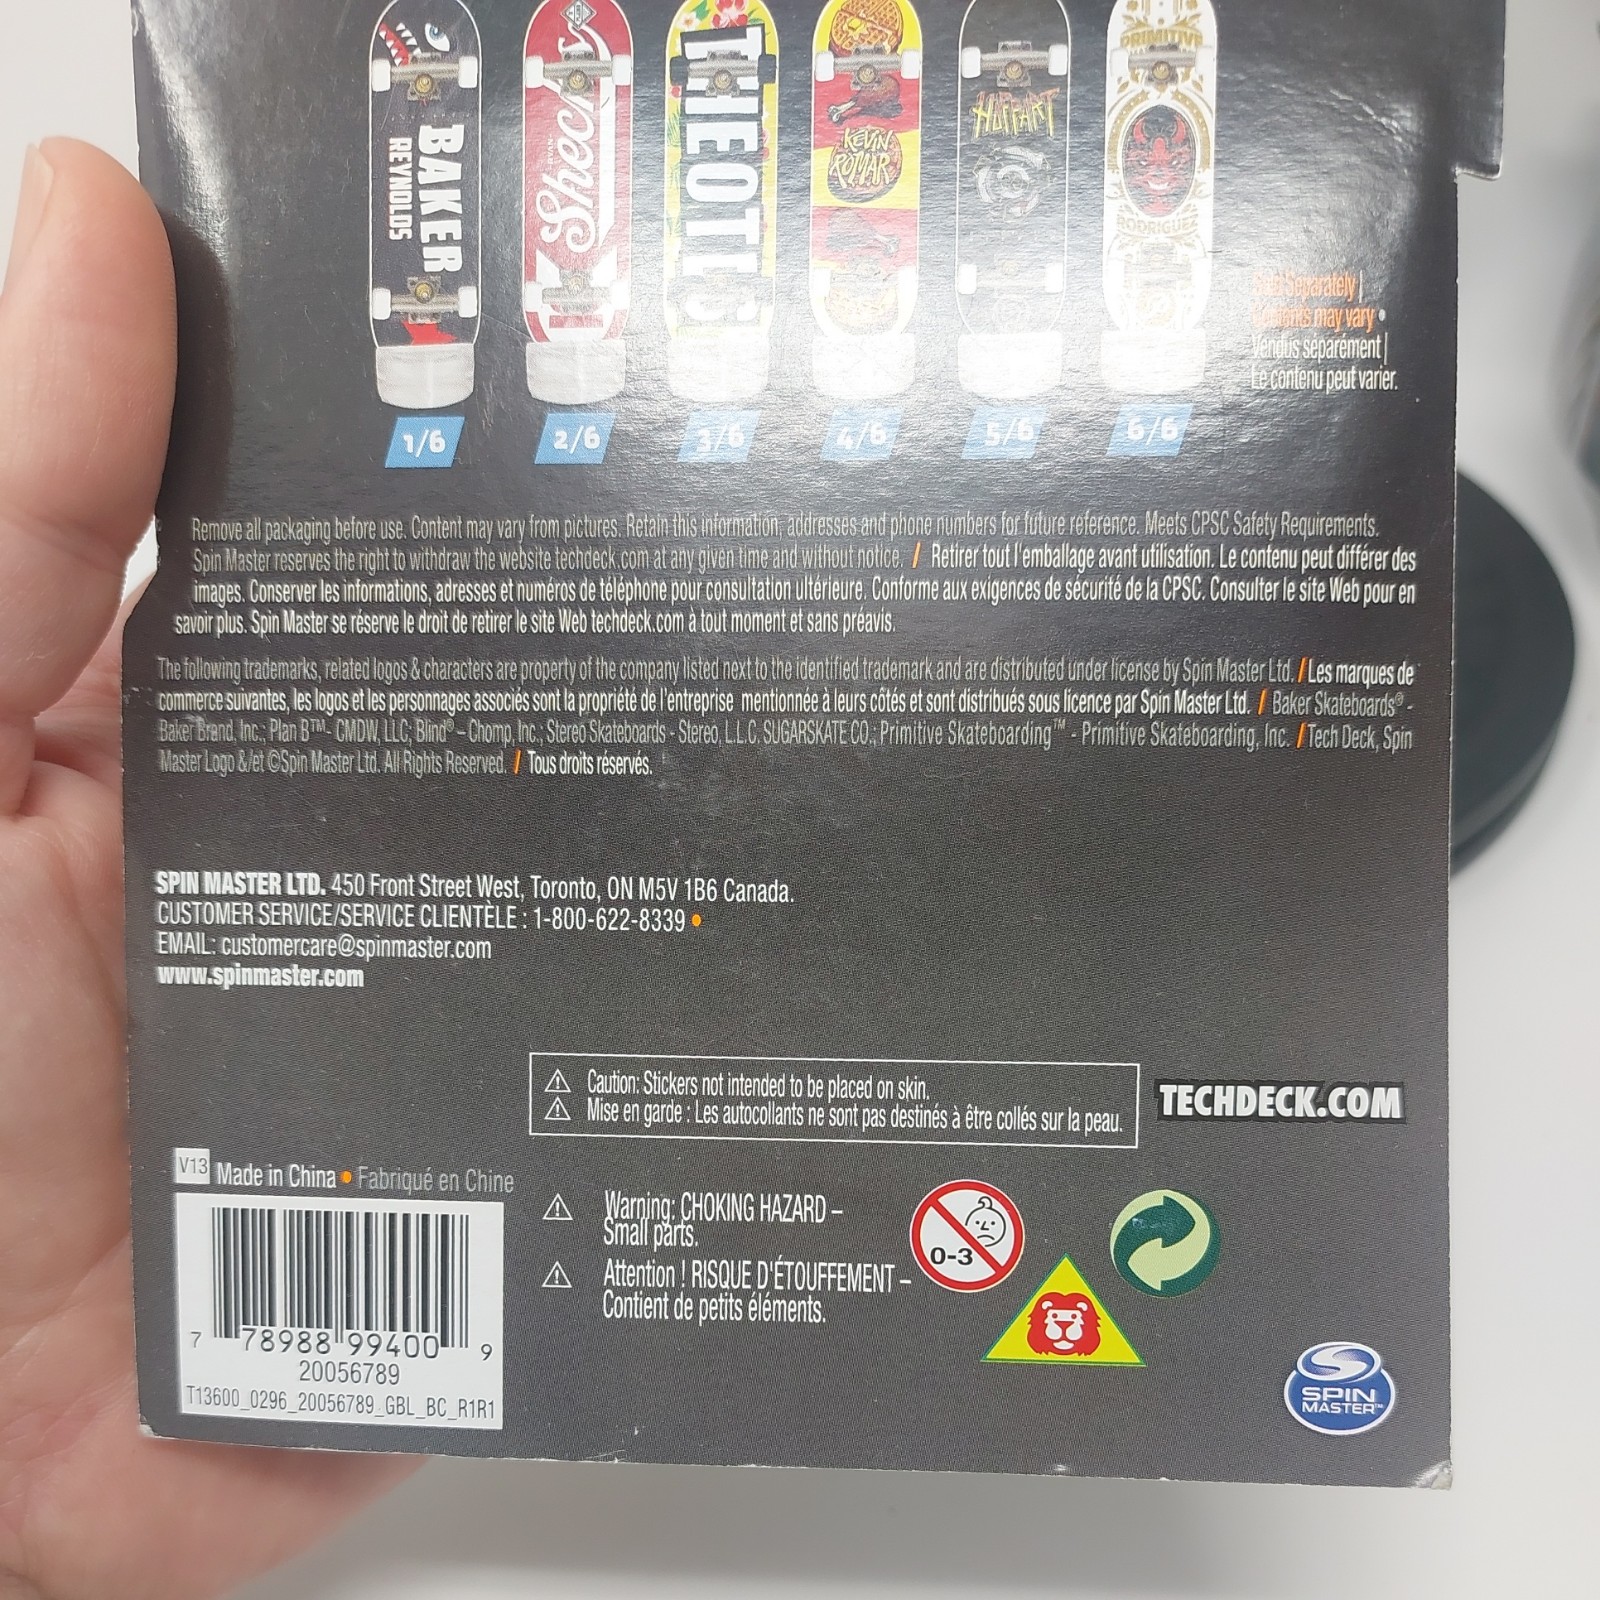 BAKER
REYNOLDS
RYAN
Sheck
THEOTIS
KEVIN
ROMAR
HUFFART
PRIMITIVE
RODRIGUEZ
Sold Separately |
Contents may vary •
Vendus séparément |
Le contenu peut varier.
1/6
2/6
3/6
4/6
5/6
6/6
Remove all packaging before use. Content may vary from pictures. Retain this information, addresses and phone numbers for future reference. Meets CPSC Safety Requirements.
Spin Master reserves the right to withdraw the website techdeck.com at any given time and without notice. / Retirer tout l'emballage avant utilisation. Le contenu peut différer des
images. Conserver les informations, adresses et numéros de téléphone pour consultation ultérieure. Conforme aux exigences de sécurité de la CPSC. Consulter le site Web pour en
savoir plus. Spin Master se réserve le droit de retirer le site Web techdeck.com à tout moment et sans préavis.
The following trademarks, related logos & characters are property of the company listed next to the identified trademark and are distributed under license by Spin Master Ltd. / Les marques de
commerce suivantes, les logos et les personnages associés sont la propriété de l'entreprise mentionnée à leurs côtés et sont distribués sous licence par Spin Master Ltd. / Baker Skateboards® -
Baker Brand, Inc.; Plan B™- CMDW, LLC; Blind® – Chomp, Inc.; Stereo Skateboards - Stereo, L.L.C. SUGARSKATE CO.; Primitive Skateboarding™ - Primitive Skateboarding, Inc. / Tech Deck, Spin
Master Logo &/et ©Spin Master Ltd. All Rights Reserved. / Tous droits réservés.
SPIN MASTER LTD. 450 Front Street West, Toronto, ON M5V 1B6 Canada.
CUSTOMER SERVICE/SERVICE CLIENTÈLE : 1-800-622-8339 •
EMAIL: customercare@spinmaster.com
www.spinmaster.com
Caution: Stickers not intended to be placed on skin.
Mise en garde : Les autocollants ne sont pas destinés à être collés sur la peau.
TECHDECK.COM
V13 Made in China • Fabriqué en Chine
Warning: CHOKING HAZARD –
Small parts.
Attention ! RISQUE D'ÉTOUFFEMENT –
Contient de petits éléments.
0-3
7 78988 99400 9
20056789
T13600_0296_20056789_GBL_BC_R1R1
SPIN
MASTER™